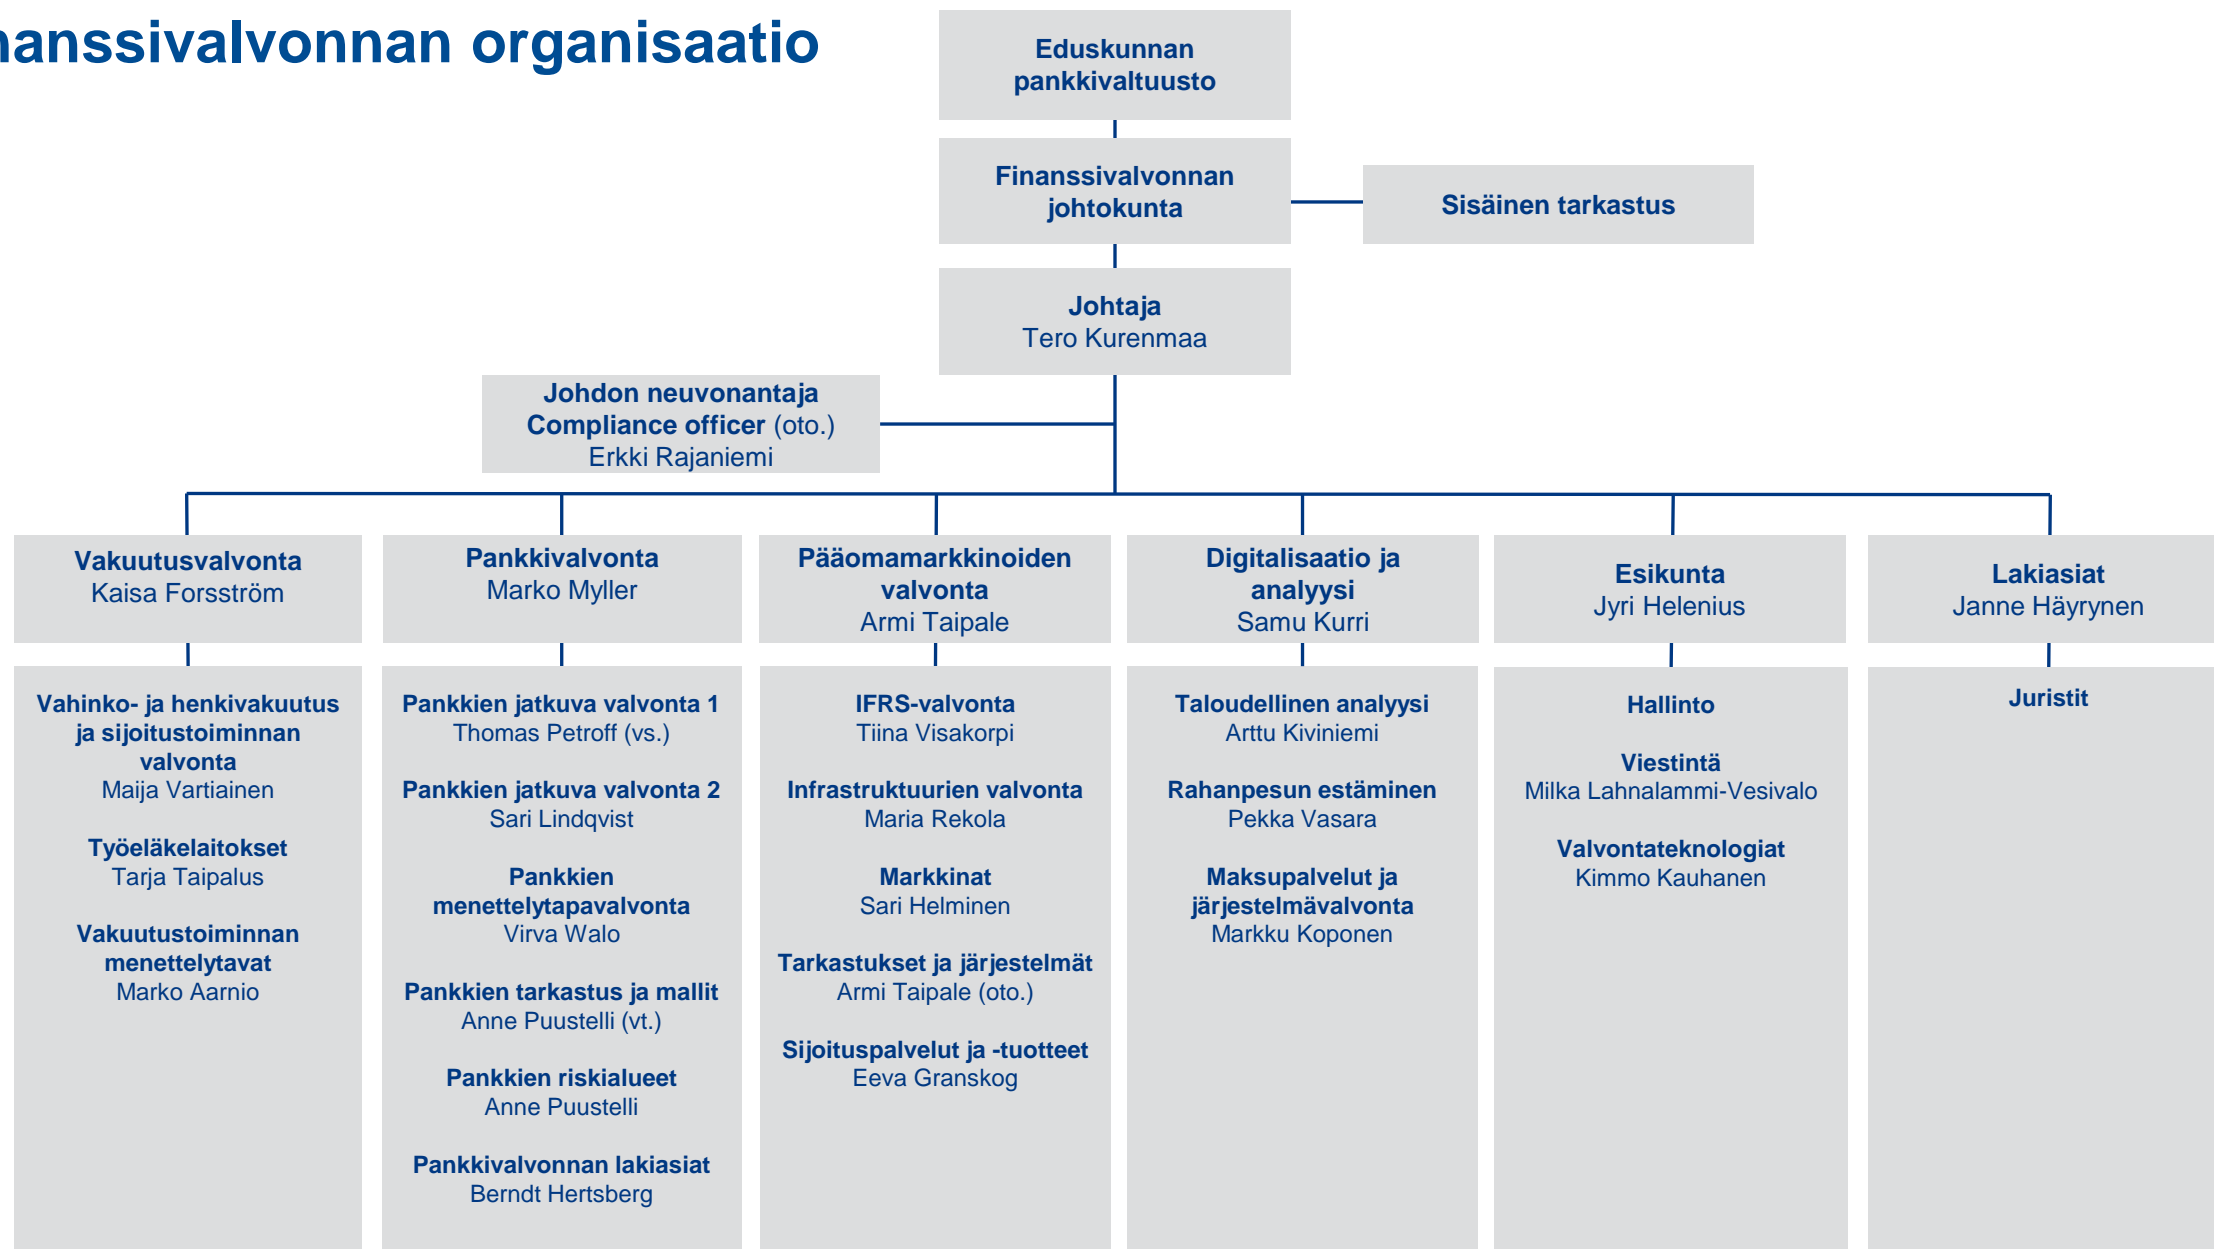 nanssivalvonnan organisaatio
Eduskunnan
pankkivaltuusto
Finanssivalvonnan
johtokunta
Sisäinen tarkastus
Johtaja
Tero Kurenmaa
Johdon neuvonantaja
Compliance officer (oto.)
Erkki Rajaniemi
Vakuutusvalvonta
Kaisa Forsström
Pankkivalvonta
Marko Myller
Pääomamarkkinoiden
valvonta
Armi Taipale
Digitalisaatio ja
analyysi
Samu Kurri
Esikunta
Jyri Helenius
Lakiasiat
Janne Häyrynen
Vahinko- ja henkivakuutus
ja sijoitustoiminnan
valvonta
Maija Vartiainen
Työeläkelaitokset
Tarja Taipalus
Vakuutustoiminnan
menettelytavat
Marko Aarnio
Pankkien jatkuva valvonta 1
Thomas Petroff (vs.)
Pankkien jatkuva valvonta 2
Sari Lindqvist
Pankkien
menettelytapavalvonta
Virva Walo
Pankkien tarkastus ja mallit
Anne Puustelli (vt.)
Pankkien riskialueet
Anne Puustelli
Pankkivalvonnan lakiasiat
Berndt Hertsberg
IFRS-valvonta
Tiina Visakorpi
Infrastruktuurien valvonta
Maria Rekola
Markkinat
Sari Helminen
Tarkastukset ja järjestelmät
Armi Taipale (oto.)
Sijoituspalvelut ja -tuotteet
Eeva Granskog
Taloudellinen analyysi
Arttu Kiviniemi
Rahanpesun estäminen
Pekka Vasara
Maksupalvelut ja
järjestelmävalvonta
Markku Koponen
Hallinto
Viestintä
Milka Lahnalammi-Vesivalo
Valvontateknologiat
Kimmo Kauhanen
Juristit